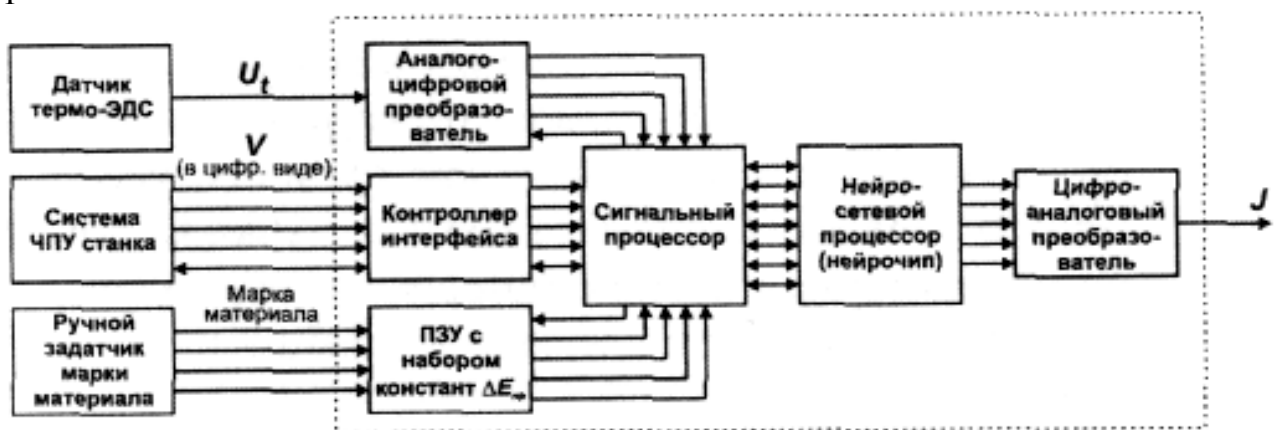 Датчик
термо-ЭДС
U_t
Аналого-
цифровой
преобразо-
ватель
V
(в цифр. виде)
Система
ЧПУ станка
Контроллер
интерфейса
Сигнальный
процессор
Нейро-
сетевой
процессор
(нейрочип)
Цифро-
аналоговый
преобразо-
ватель
J
Марка
материала
Ручной
задатчик
марки
материала
ПЗУ с
набором
констант ΔE